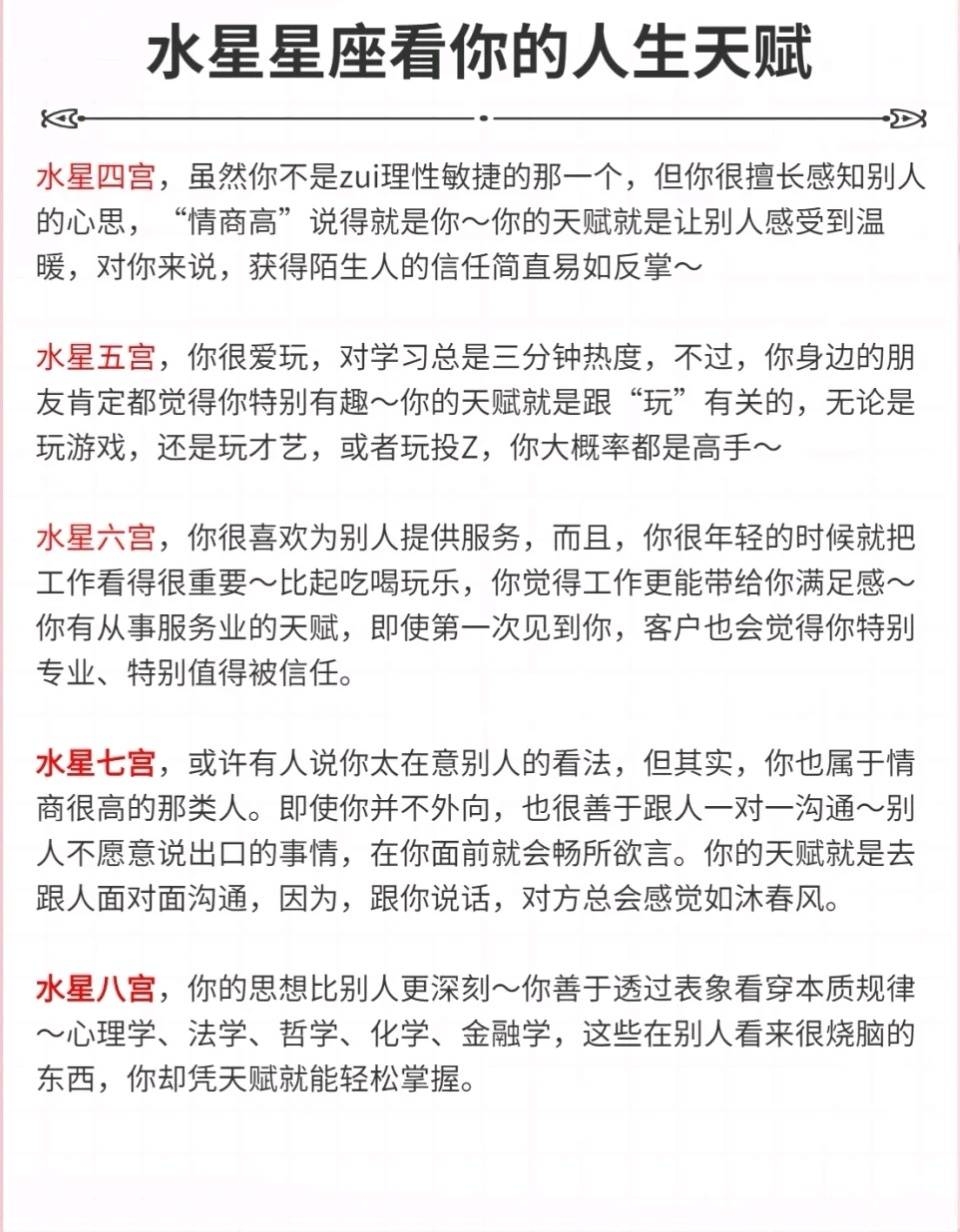 水星星座看你的人生天赋
水星四宫，虽然你不是zui理性敏捷的那一个，但你很擅长感知别人
的心思，“情商高”说得就是你～你的天赋就是让别人感受到温
暖，对你来说，获得陌生人的信任简直易如反掌～
水星五宫，你很爱玩，对学习总是三分钟热度，不过，你身边的朋
友肯定都觉得你特别有趣～你的天赋就是跟“玩”有关的，无论是
玩游戏，还是玩才艺，或者玩投Z，你大概率都是高手～
水星六宫，你很喜欢为别人提供服务，而且，你很年轻的时候就把
工作看得很重要～比起吃喝玩乐，你觉得工作更能带给你满足感～
你有从事服务业的天赋，即使第一次见到你，客户也会觉得你特别
专业、特别值得被信任。
水星七宫，或许有人说你太在意别人的看法，但其实，你也属于情
商很高的那类人。即使你并不外向，也很善于跟人一对一沟通～别
人不愿意说出口的事情，在你面前就会畅所欲言。你的天赋就是去
跟人面对面沟通，因为，跟你说话，对方总会感觉如沐春风。
水星八宫，你的思想比别人更深刻～你善于透过表象看穿本质规律
～心理学、法学、哲学、化学、金融学，这些在别人看来很烧脑的
东西，你却凭天赋就能轻松掌握。